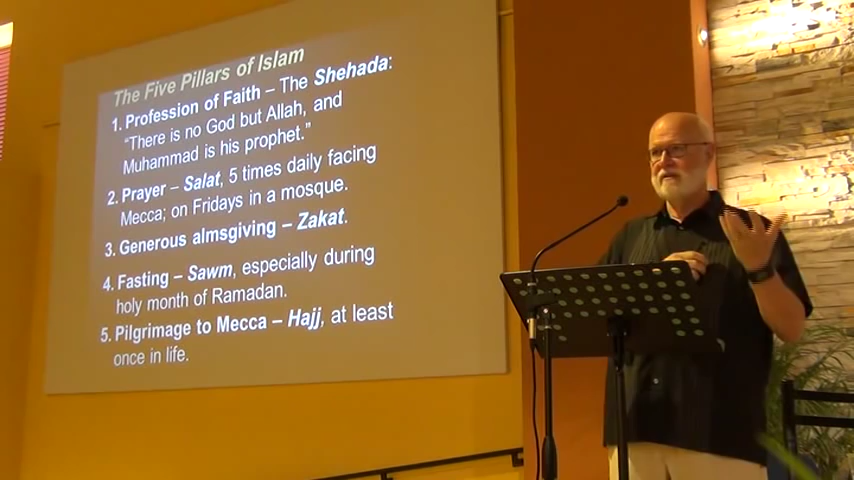 The Five Pillars of Islam
1. Profession of Faith – The Shehada:
"There is no God but Allah, and
Muhammad is his prophet."
2. Prayer – Salat, 5 times daily facing
Mecca; on Fridays in a mosque.
3. Generous almsgiving – Zakat.
4. Fasting – Sawm, especially during
holy month of Ramadan.
5. Pilgrimage to Mecca – Hajj, at least
once in life.